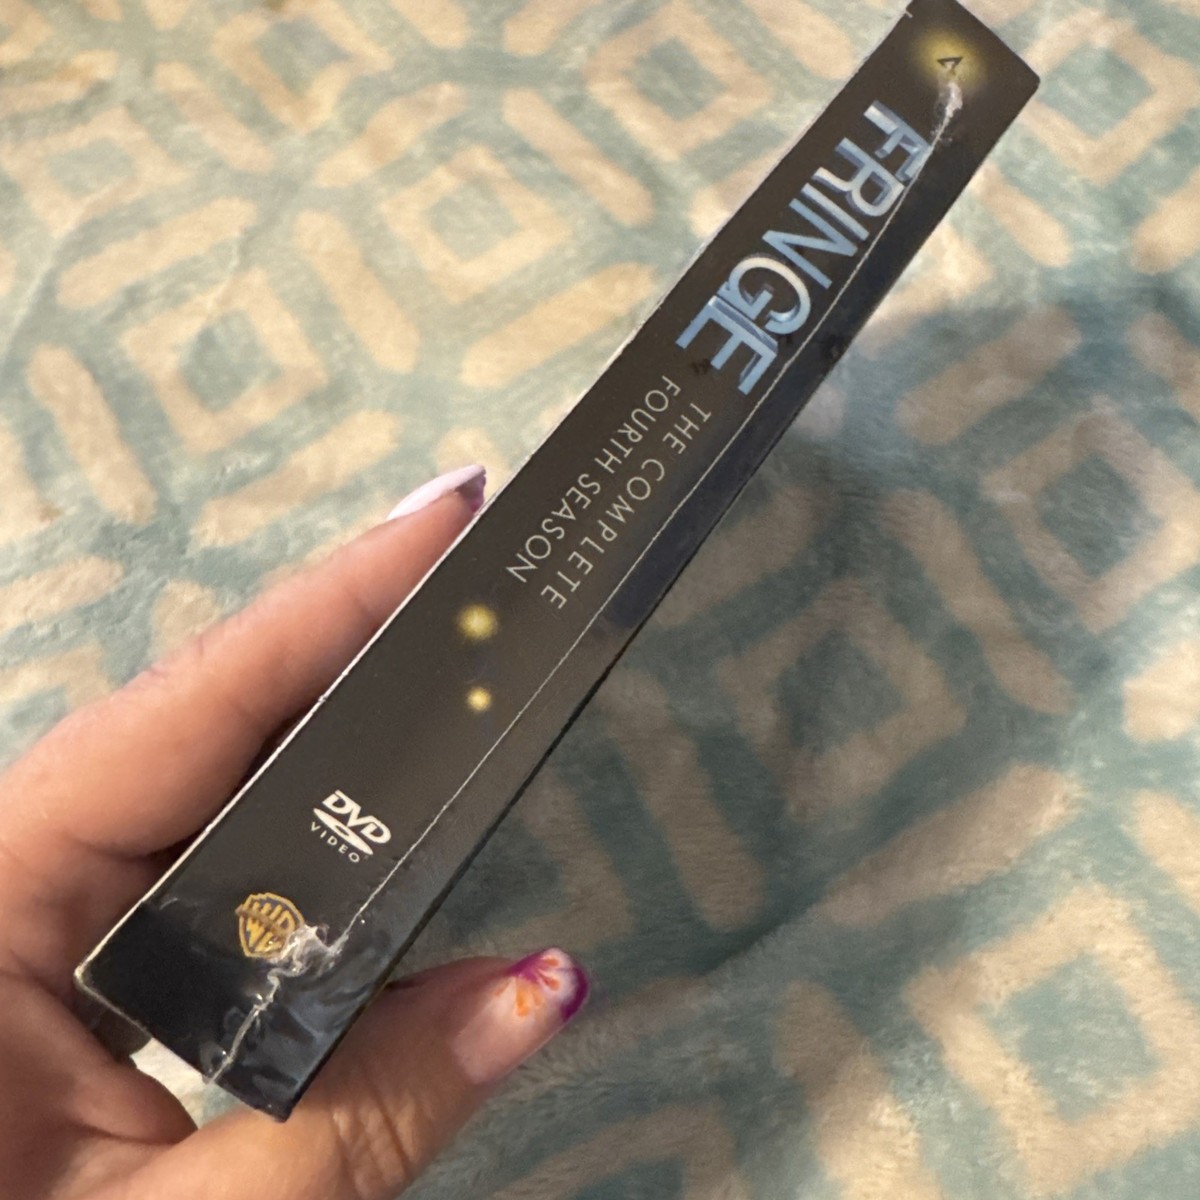 4
FRINGE
THE COMPLETE
FOURTH SEASON
DVD
VIDEO
WB